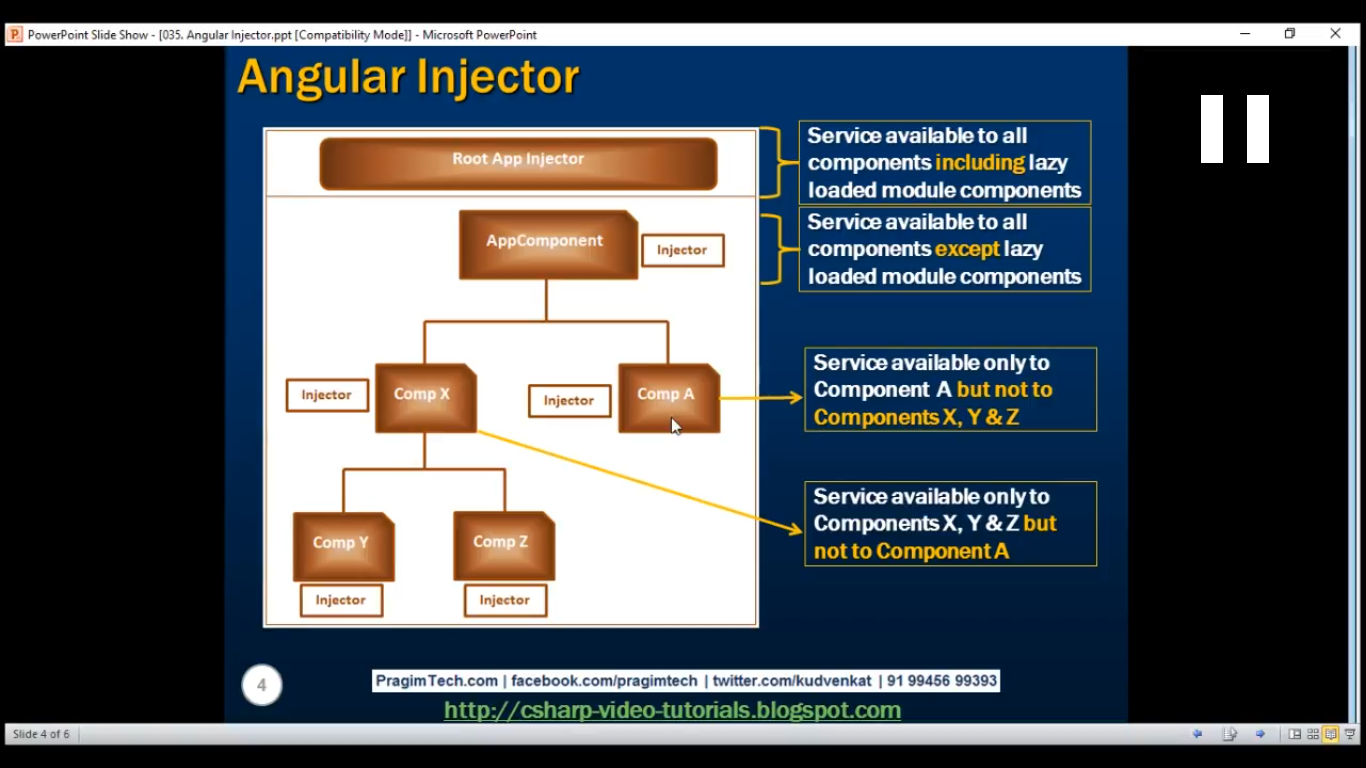 PowerPoint Slide Show - [035. Angular Injector.ppt [Compatibility Mode]] - Microsoft PowerPoint
Angular Injector
Root App Injector
Service available to all
components including lazy
loaded module components
AppComponent
Injector
Service available to all
components except lazy
loaded module components
Injector
Comp X
Injector
Comp A
Service available only to
Component A but not to
Components X, Y & Z
Service available only to
Components X, Y & Z but
not to Component A
Comp Y
Comp Z
Injector
Injector
4
PragimTech.com | facebook.com/pragimtech | twitter.com/kudvenkat | 91 99456 99393
http://csharp-video-tutorials.blogspot.com
Slide 4 of 6